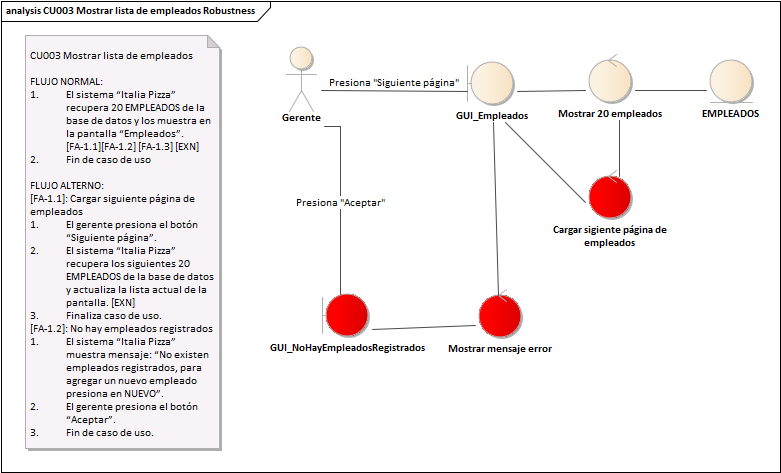 analysis CU003 Mostrar lista de empleados Robustness
CU003 Mostrar lista de empleados
FLUJO NORMAL:
1. El sistema “Italia Pizza”
recupera 20 EMPLEADOS de la
base de datos y los muestra en
la pantalla “Empleados”.
[FA-1.1][FA-1.2] [FA-1.3] [EXN]
2. Fin de caso de uso
FLUJO ALTERNO:
[FA-1.1]: Cargar siguiente página de
empleados
1. El gerente presiona el botón
“Siguiente página”.
2. El sistema “Italia Pizza”
recupera los siguientes 20
EMPLEADOS de la base de datos
y actualiza la lista actual de la
pantalla. [EXN]
3. Finaliza caso de uso.
[FA-1.2]: No hay empleados registrados
1. El sistema “Italia Pizza”
muestra mensaje: “No existen
empleados registrados, para
agregar un nuevo empleado
presiona en NUEVO”.
2. El gerente presiona el botón
“Aceptar”.
3. Fin de caso de uso.
Gerente
Presiona "Siguiente página"
GUI_Empleados
Mostrar 20 empleados
EMPLEADOS
Presiona "Aceptar"
Cargar sigiente página de
empleados
GUI_NoHayEmpleadosRegistrados
Mostrar mensaje error